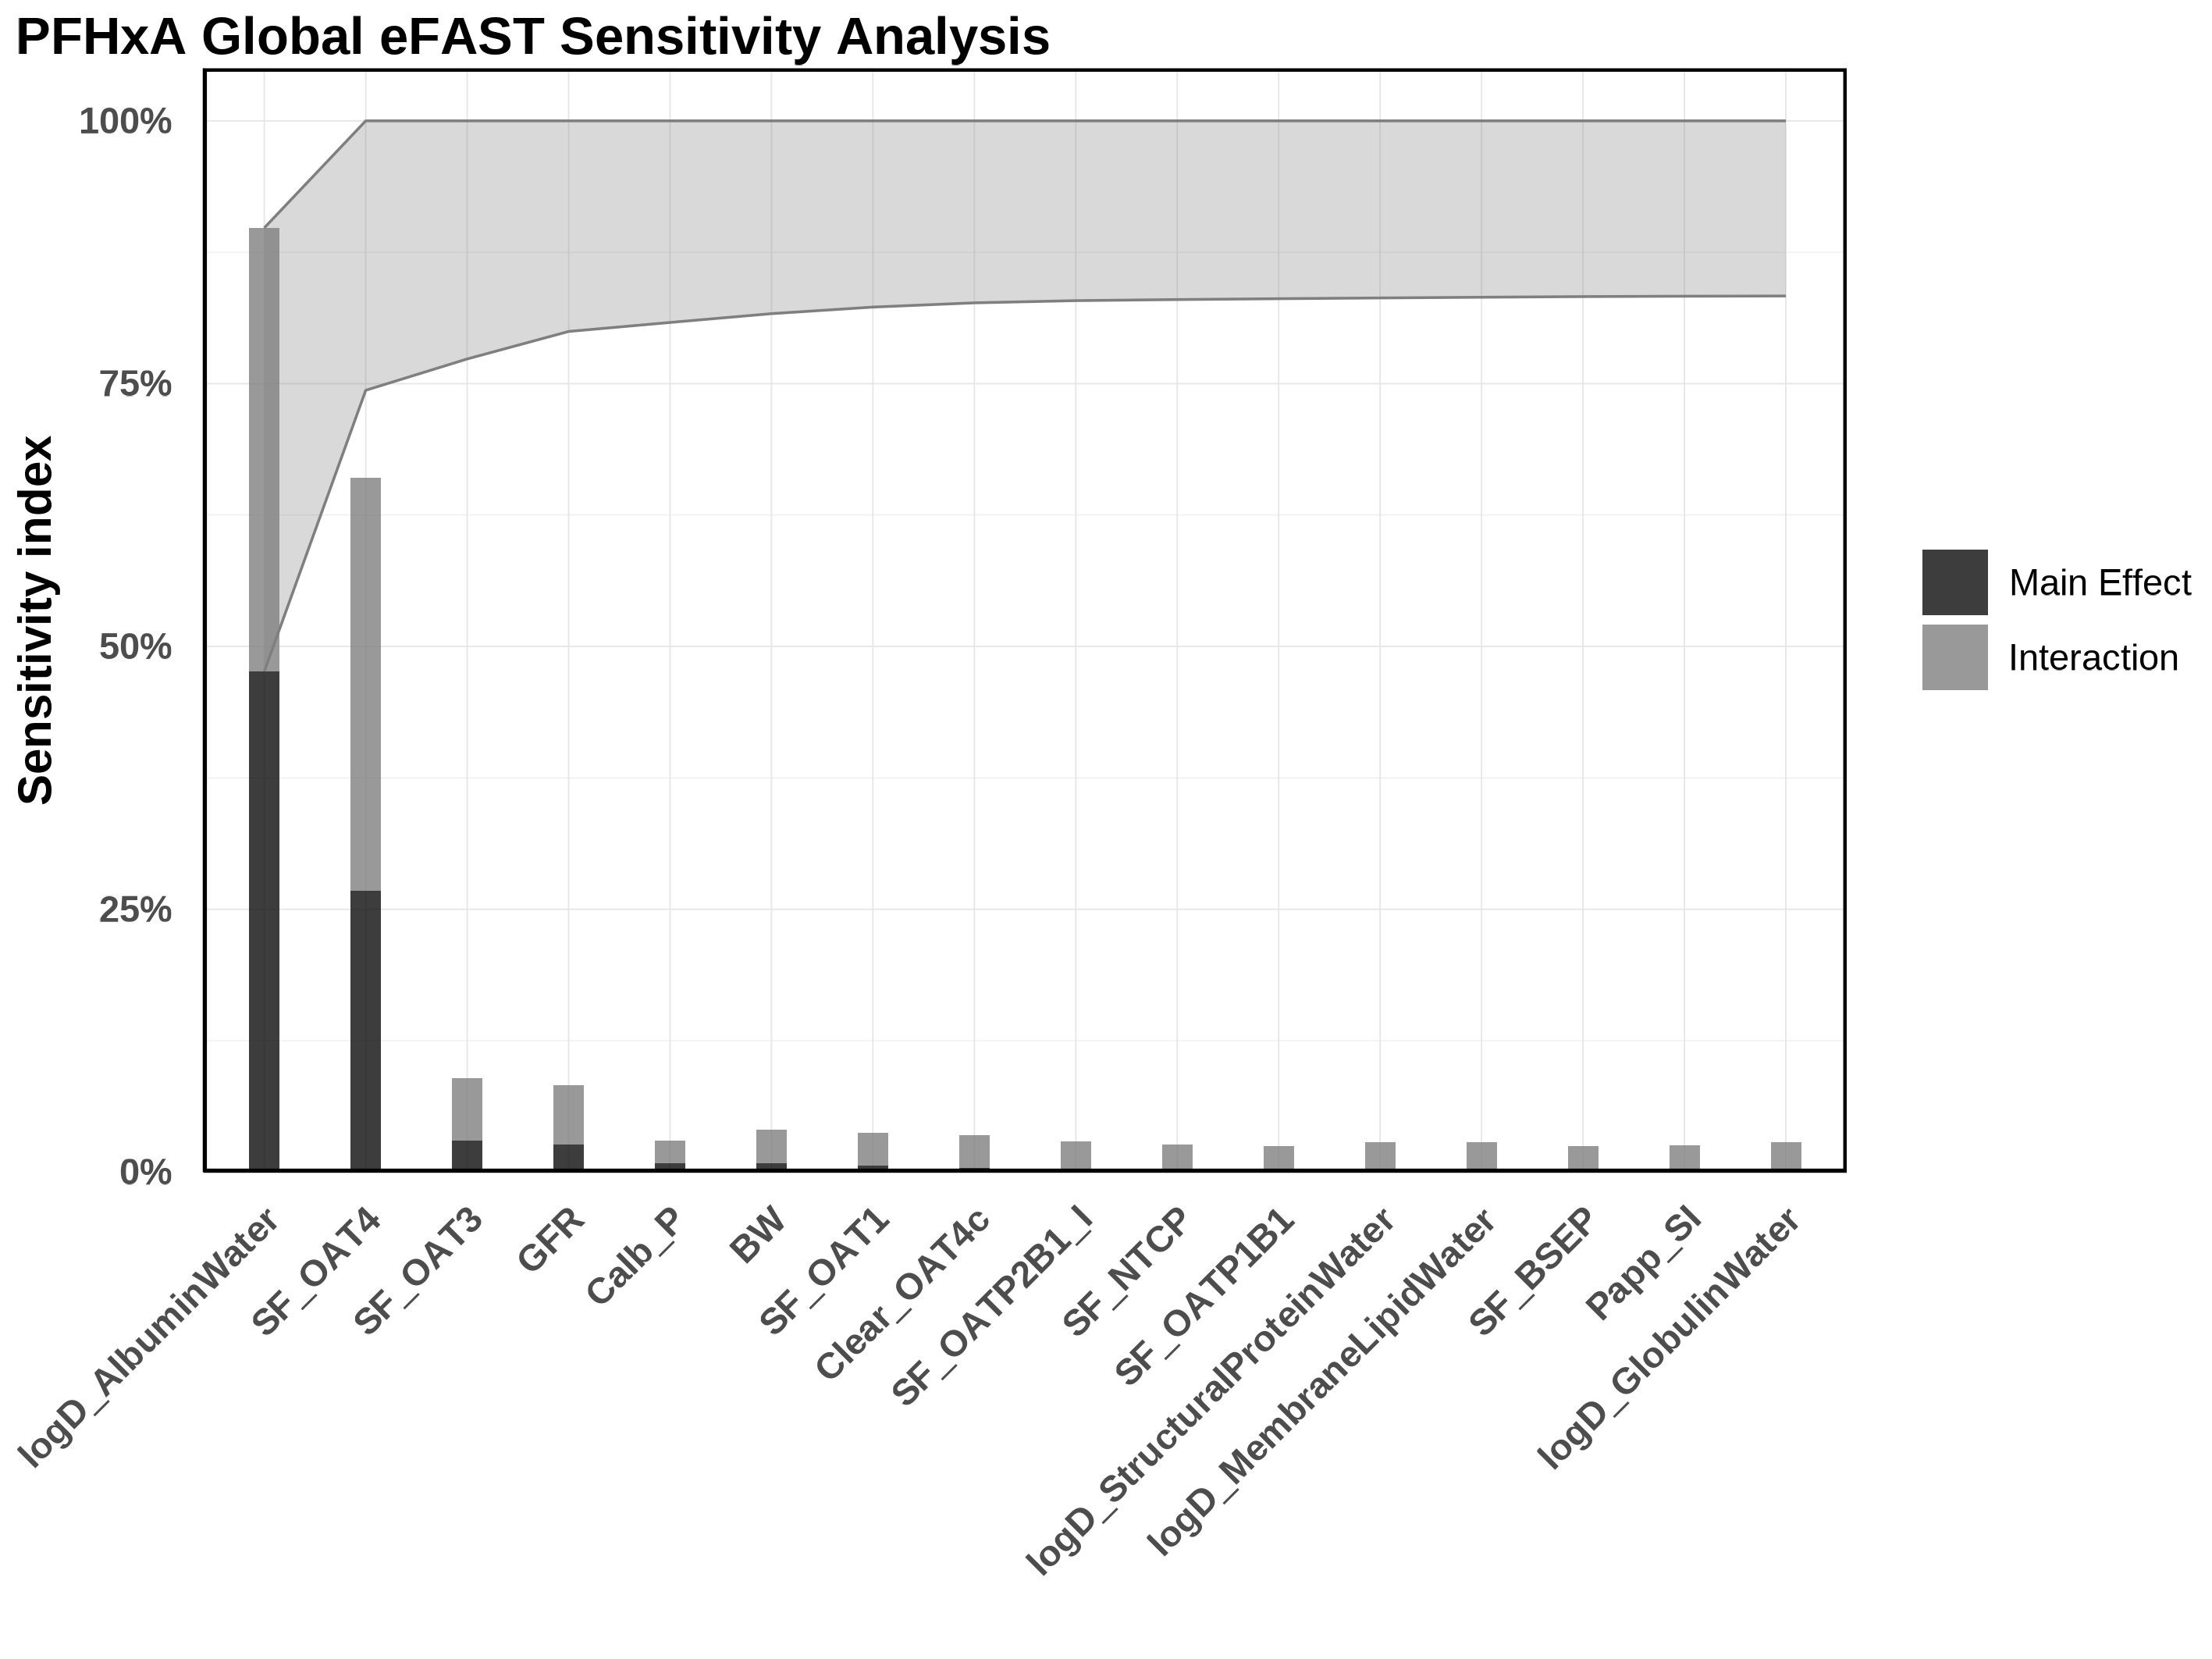 PFHxA Global eFAST Sensitivity Analysis
Sensitivity index
100%
75%
50%
25%
0%
logD_AlbuminWater
SF_OAT4
SF_OAT3
GFR
Calb_P
BW
SF_OAT1
Clear_OAT4c
SF_OATP2B1_I
SF_NTCP
SF_OATP1B1
logD_StructuralProteinWater
logD_MembraneLipidWater
SF_BSEP
Papp_SI
logD_GlobulinWater
Main Effect
Interaction